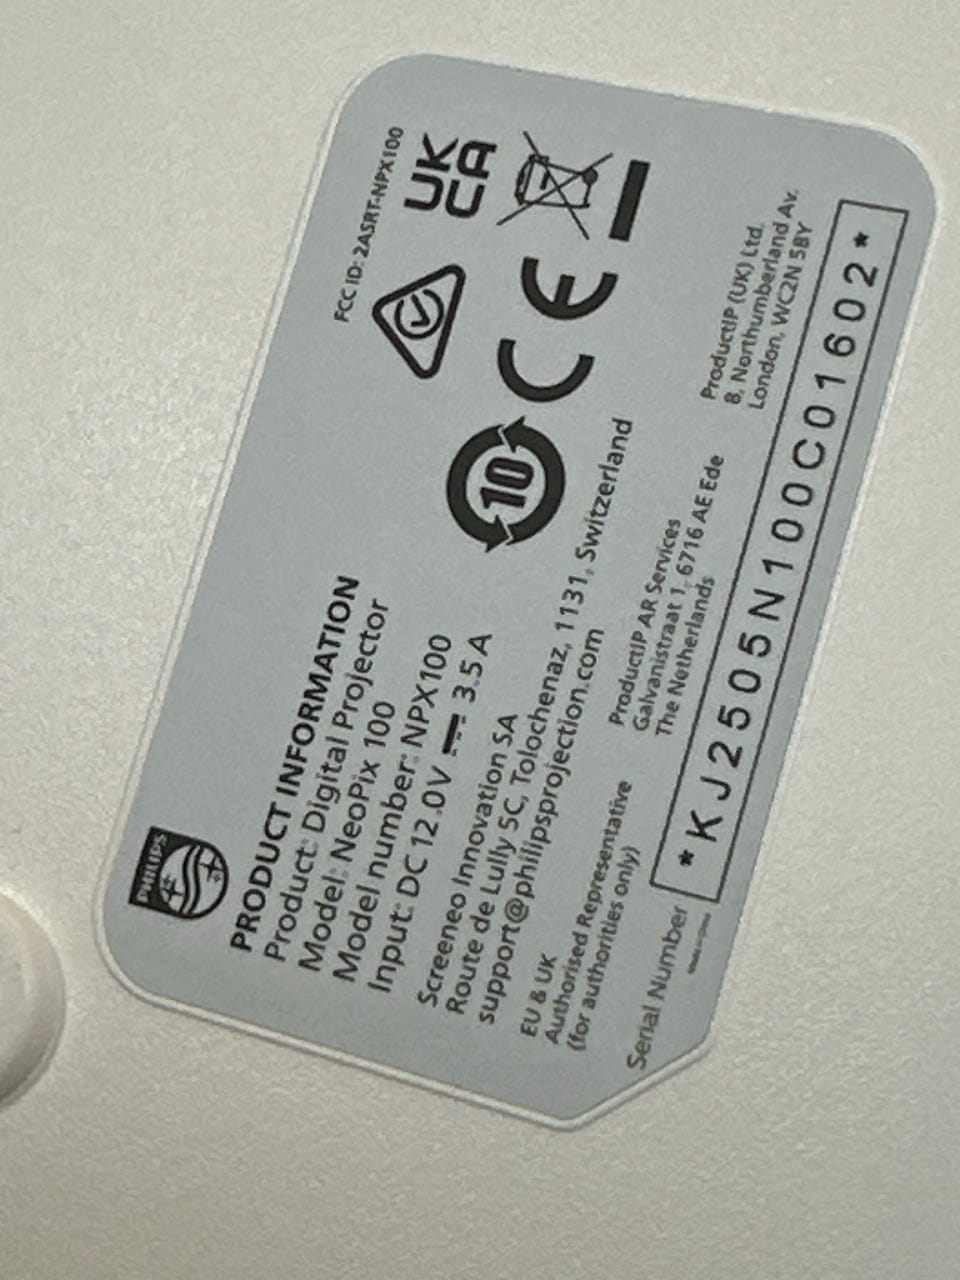 PHILIPS
PRODUCT INFORMATION
Product: Digital Projector
Model: NeoPix 100
Model number: NPX100
Input: DC 12.0V 3.5 A
FCC ID: 2ASRT-NPX100
UK
CA
10
CE
Screeneo Innovation SA
Route de Lully 5C, Tolochenaz, 1131, Switzerland
support@philipsprojection.com
EU & UK
Authorised Representative
(for authorities only)
ProductIP AR Services
Galvanistraat 1, 6716 AE Ede
The Netherlands
ProductIP (UK) Ltd.
8, Northumberland Av.
London, WC2N 5BY
Serial Number
*KJ2505N100C01602*